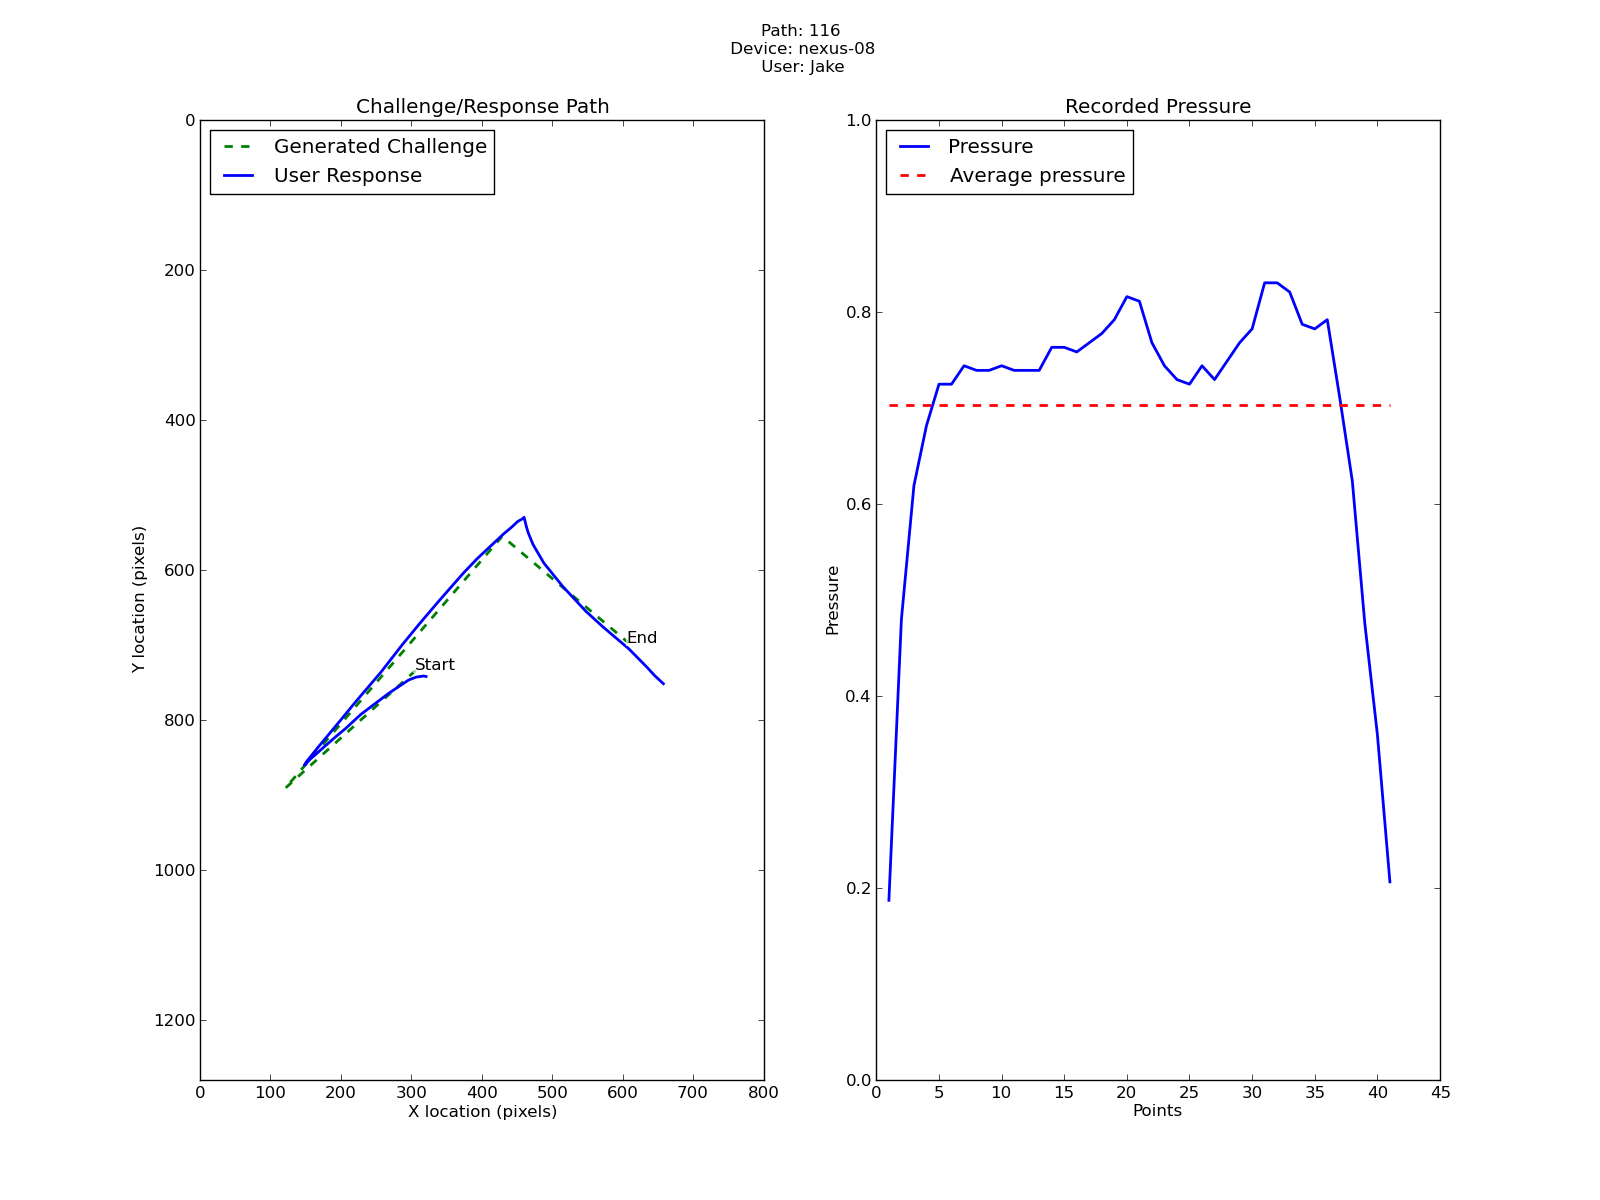 Path: 116
Device: nexus-08
User: Jake
Challenge/Response Path
Generated Challenge
User Response
0
200
400
600
800
1000
1200
Y location (pixels)
Start
End
0 100 200 300 400 500 600 700 800
X location (pixels)
Recorded Pressure
Pressure
Average pressure
1.0
0.8
0.6
0.4
0.2
0.0
Pressure
0 5 10 15 20 25 30 35 40 45
Points